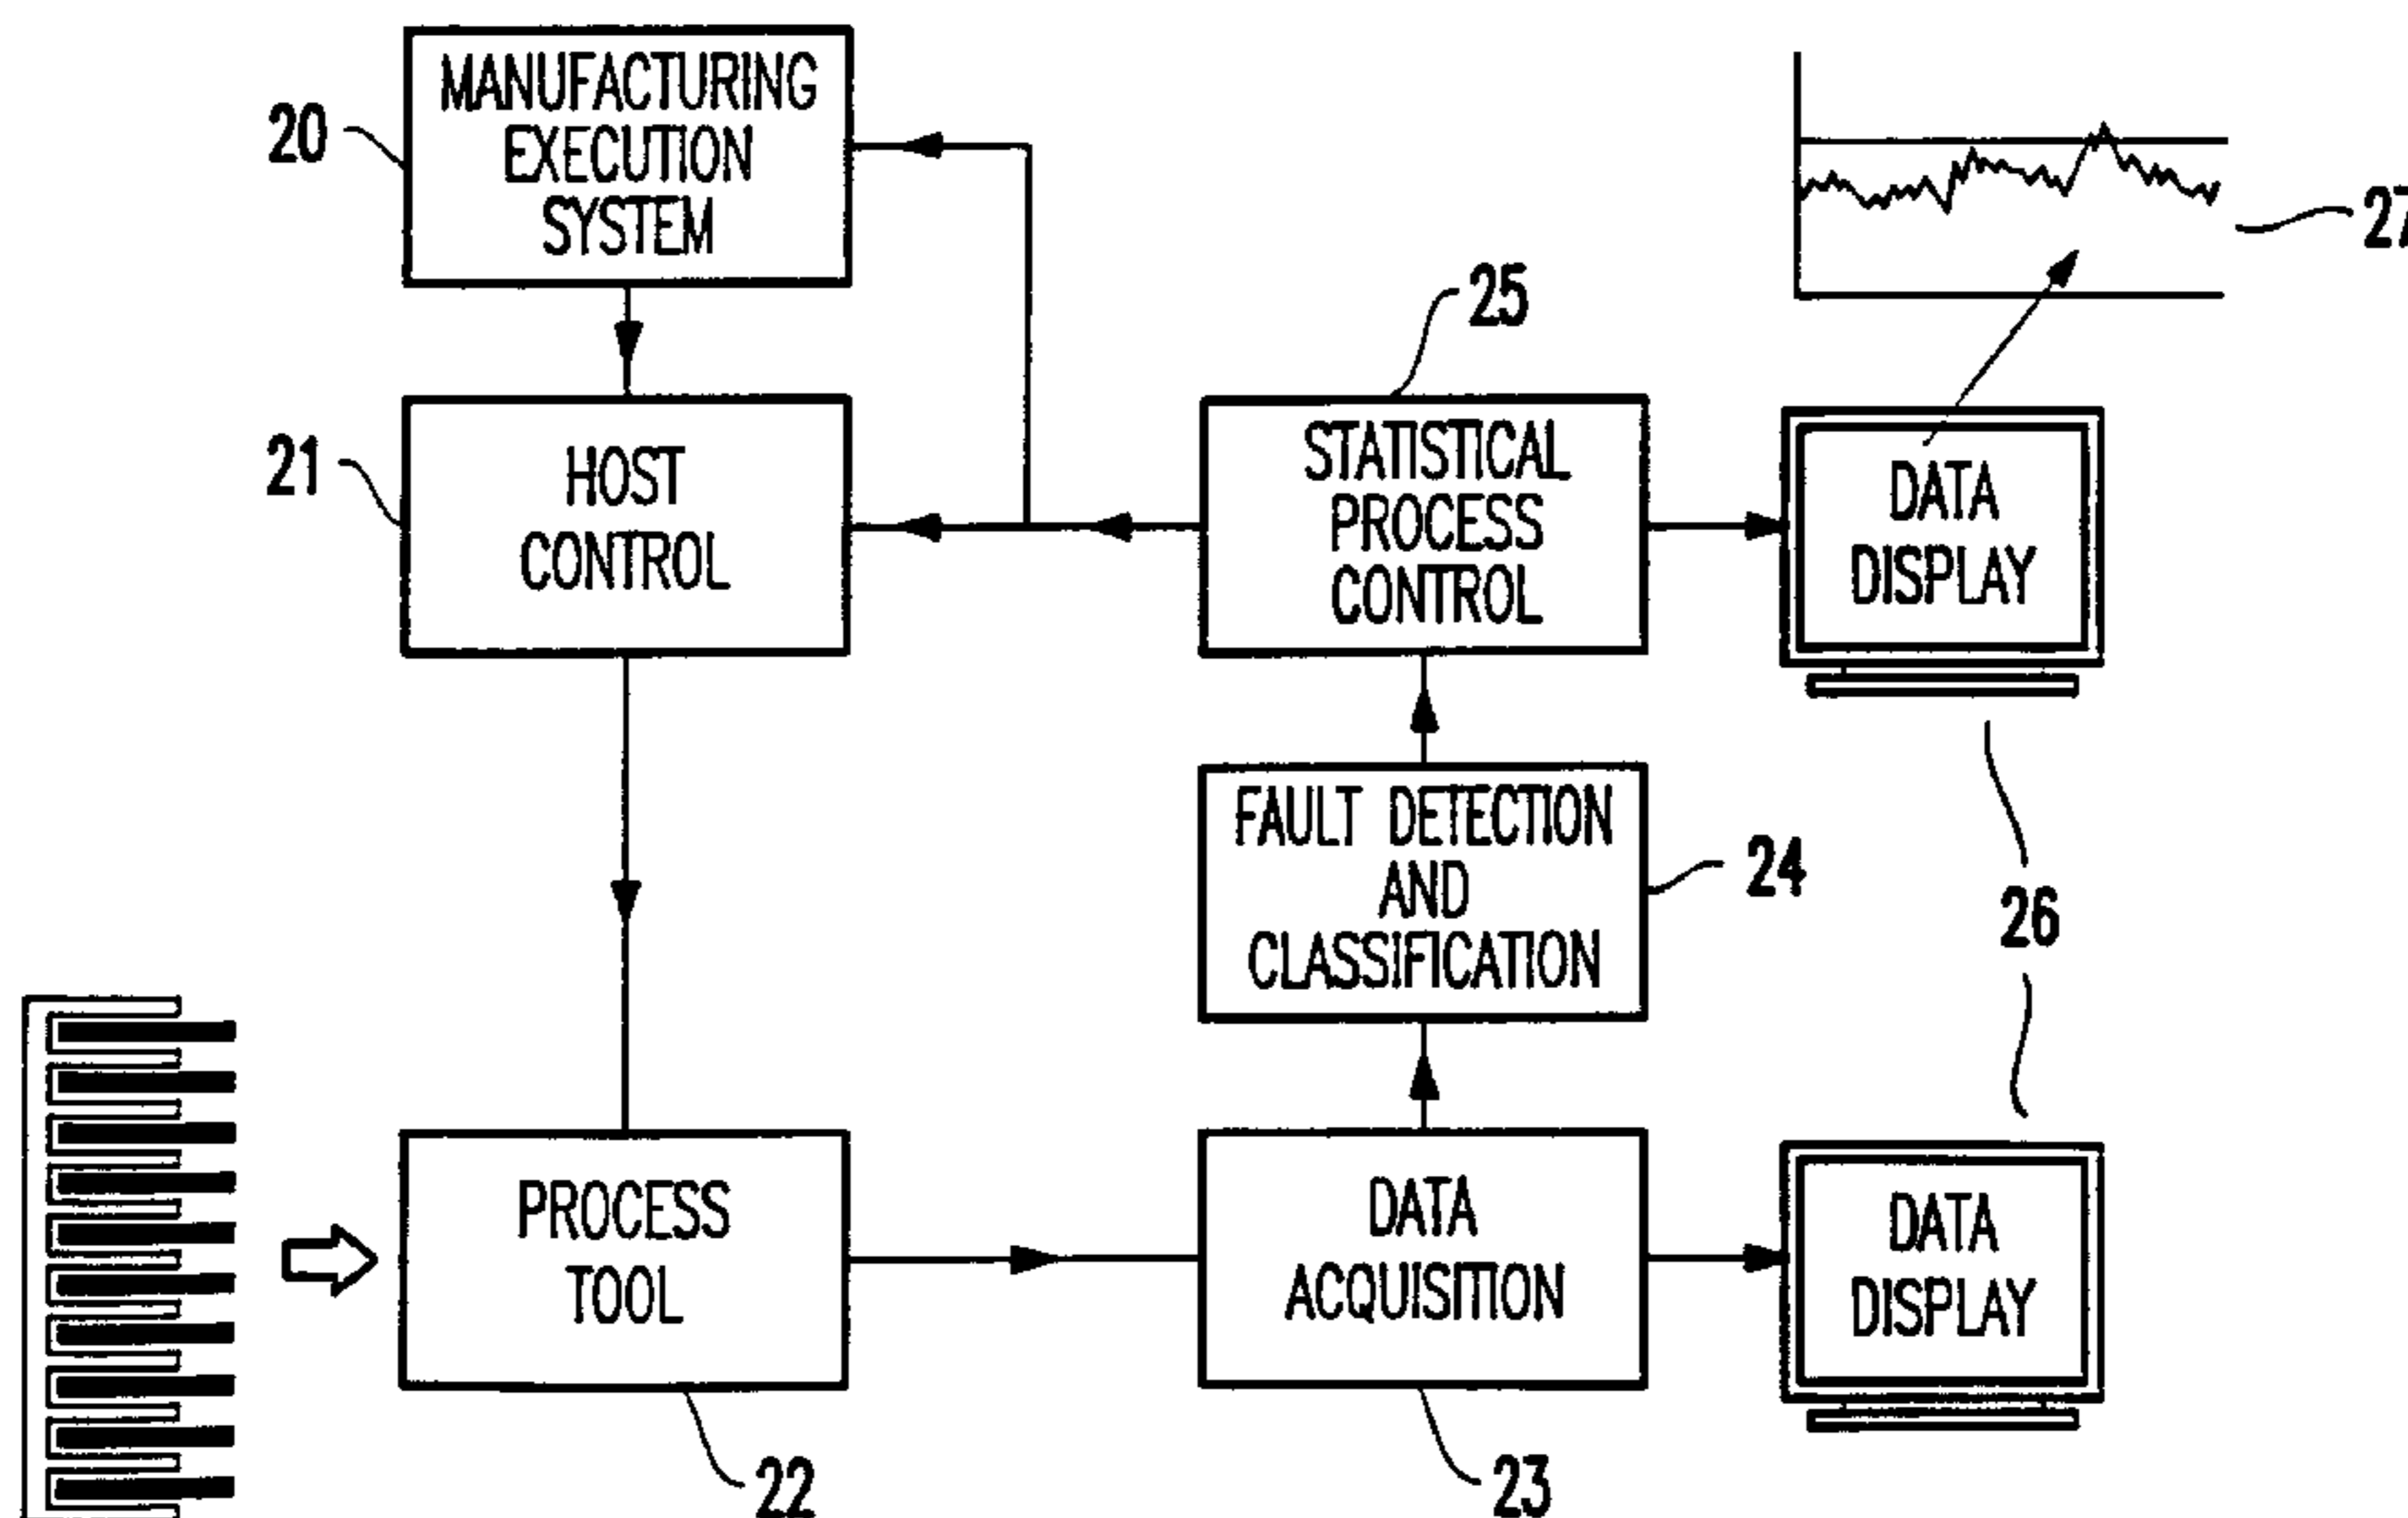 MANUFACTURING
EXECUTION
SYSTEM
20
27
25
HOST
CONTROL
21
STATISTICAL
PROCESS
CONTROL
DATA
DISPLAY
FAULT DETECTION
AND
CLASSIFICATION
24
26
PROCESS
TOOL
22
DATA
ACQUISITION
23
DATA
DISPLAY